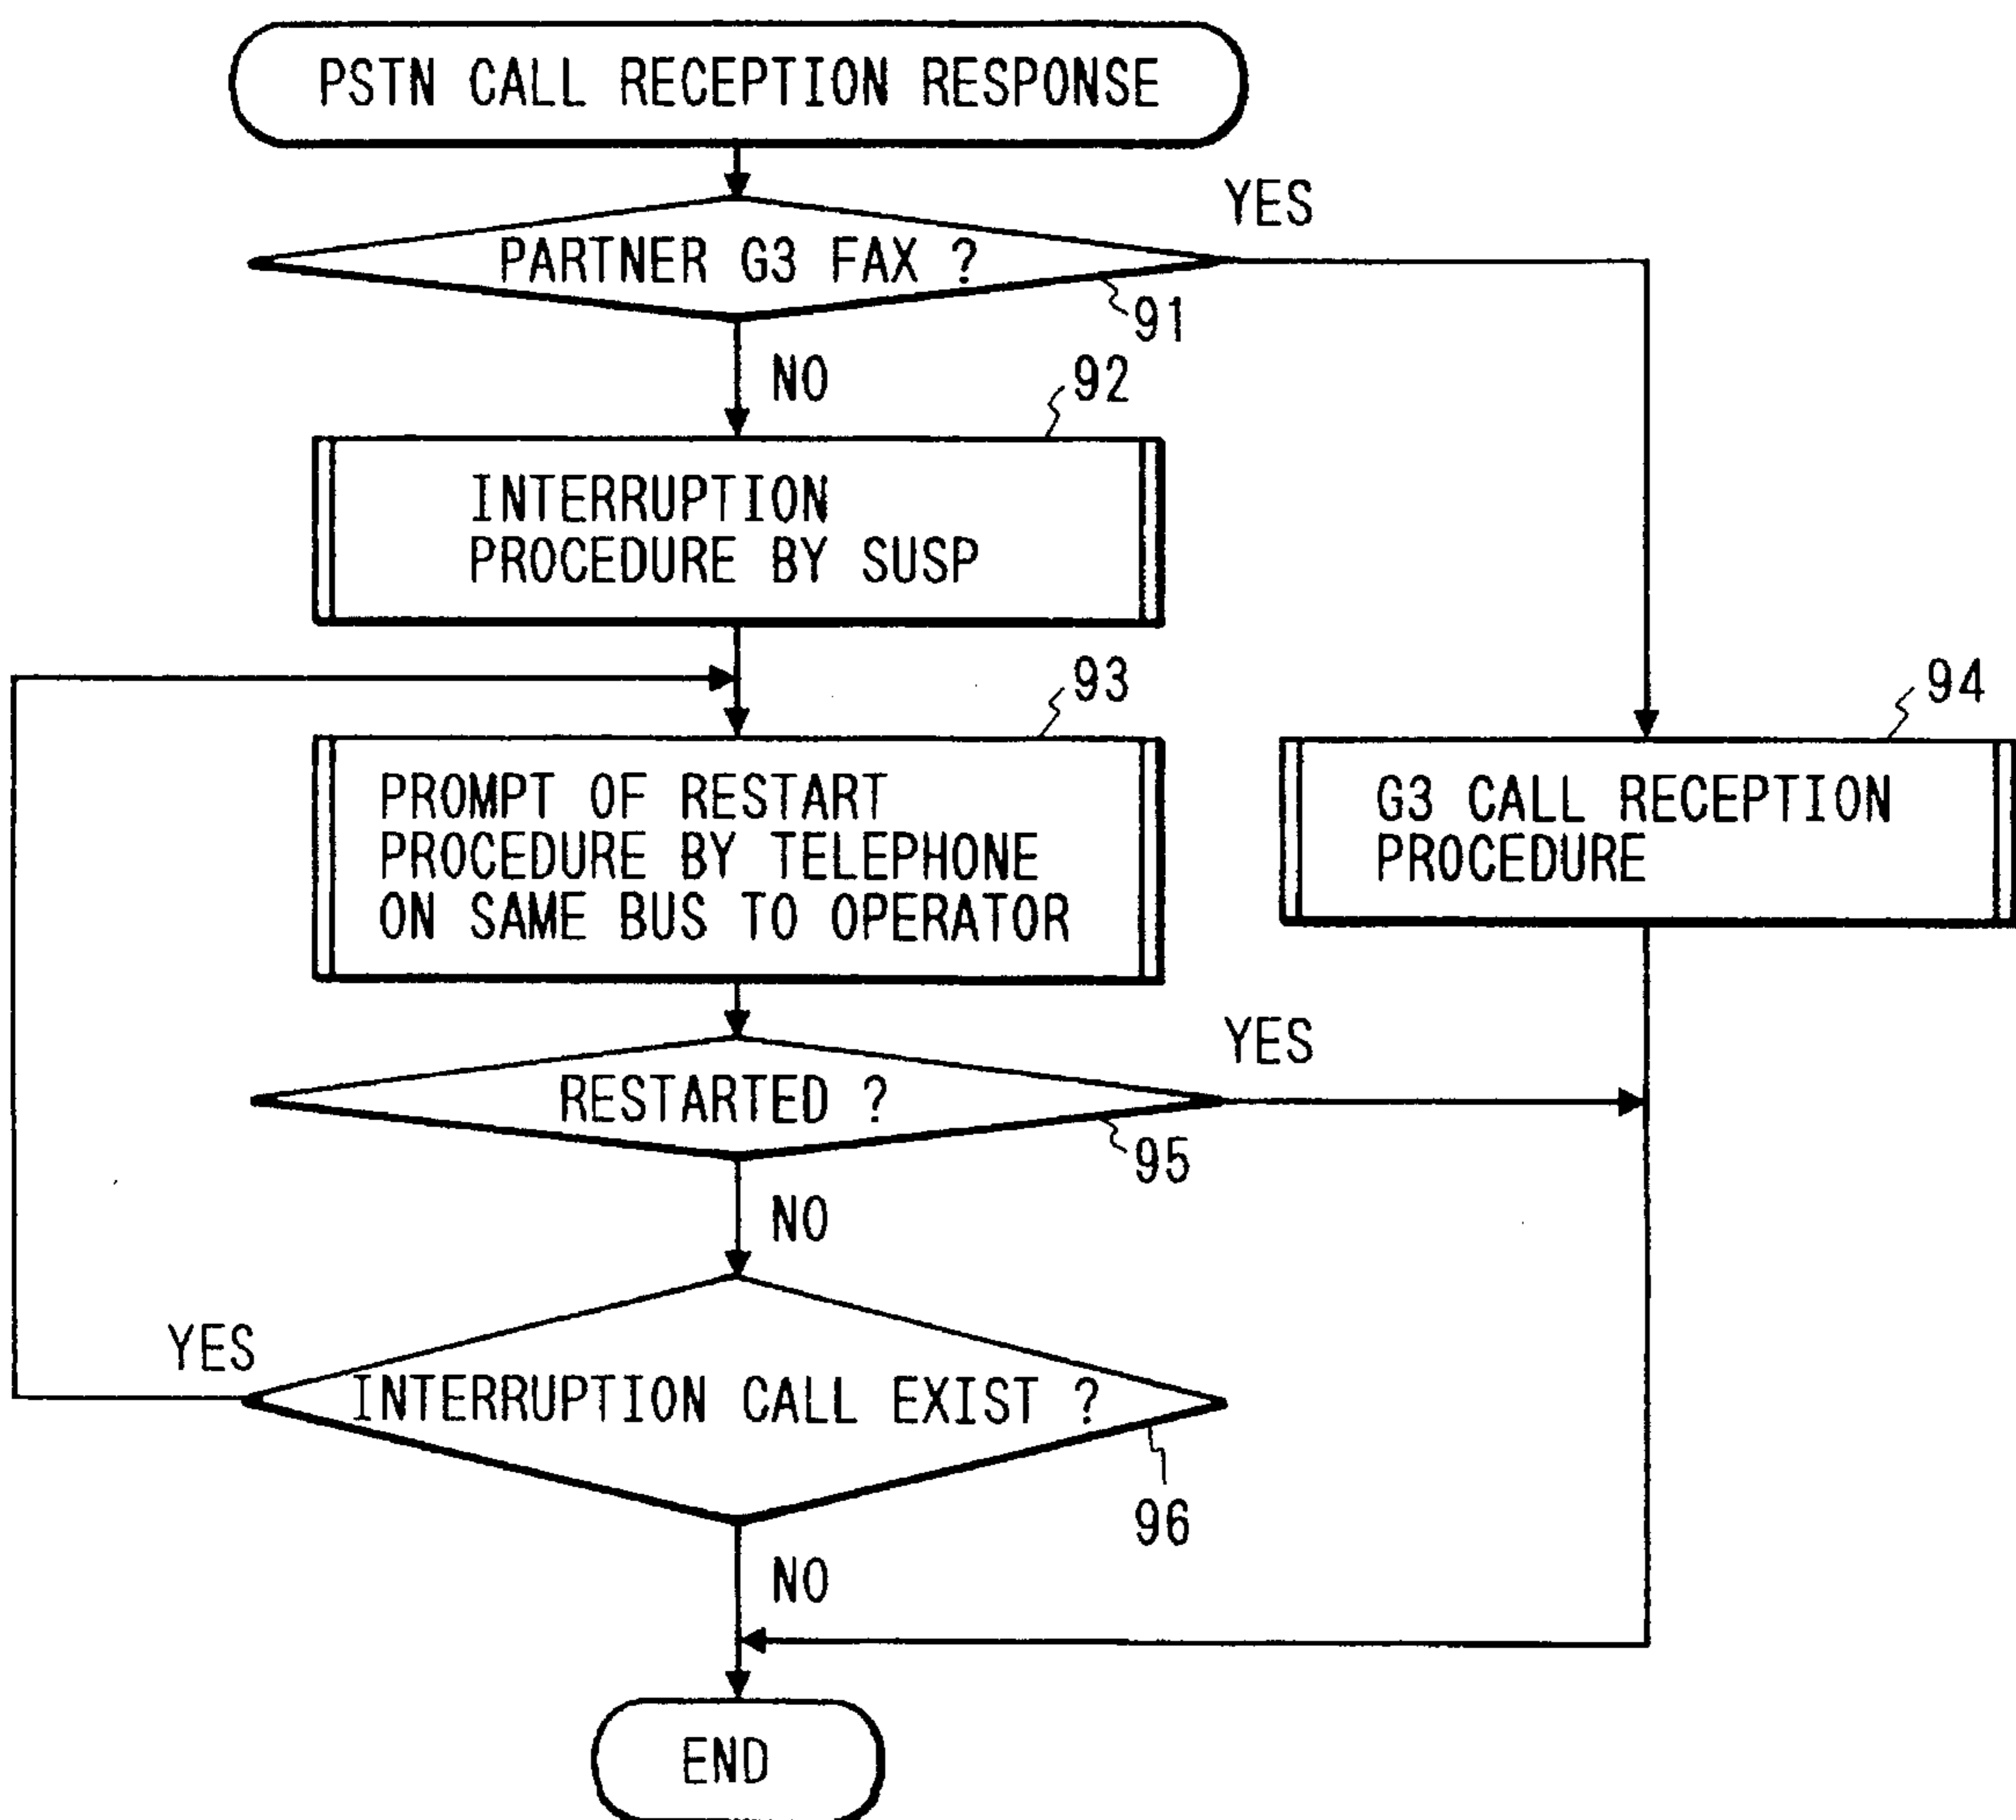 PSTN CALL RECEPTION RESPONSE
YES
PARTNER G3 FAX ?
91
NO
92
INTERRUPTION
PROCEDURE BY SUSP
93
94
PROMPT OF RESTART
PROCEDURE BY TELEPHONE
ON SAME BUS TO OPERATOR
G3 CALL RECEPTION
PROCEDURE
YES
RESTARTED ?
95
NO
YES
INTERRUPTION CALL EXIST ?
96
NO
END